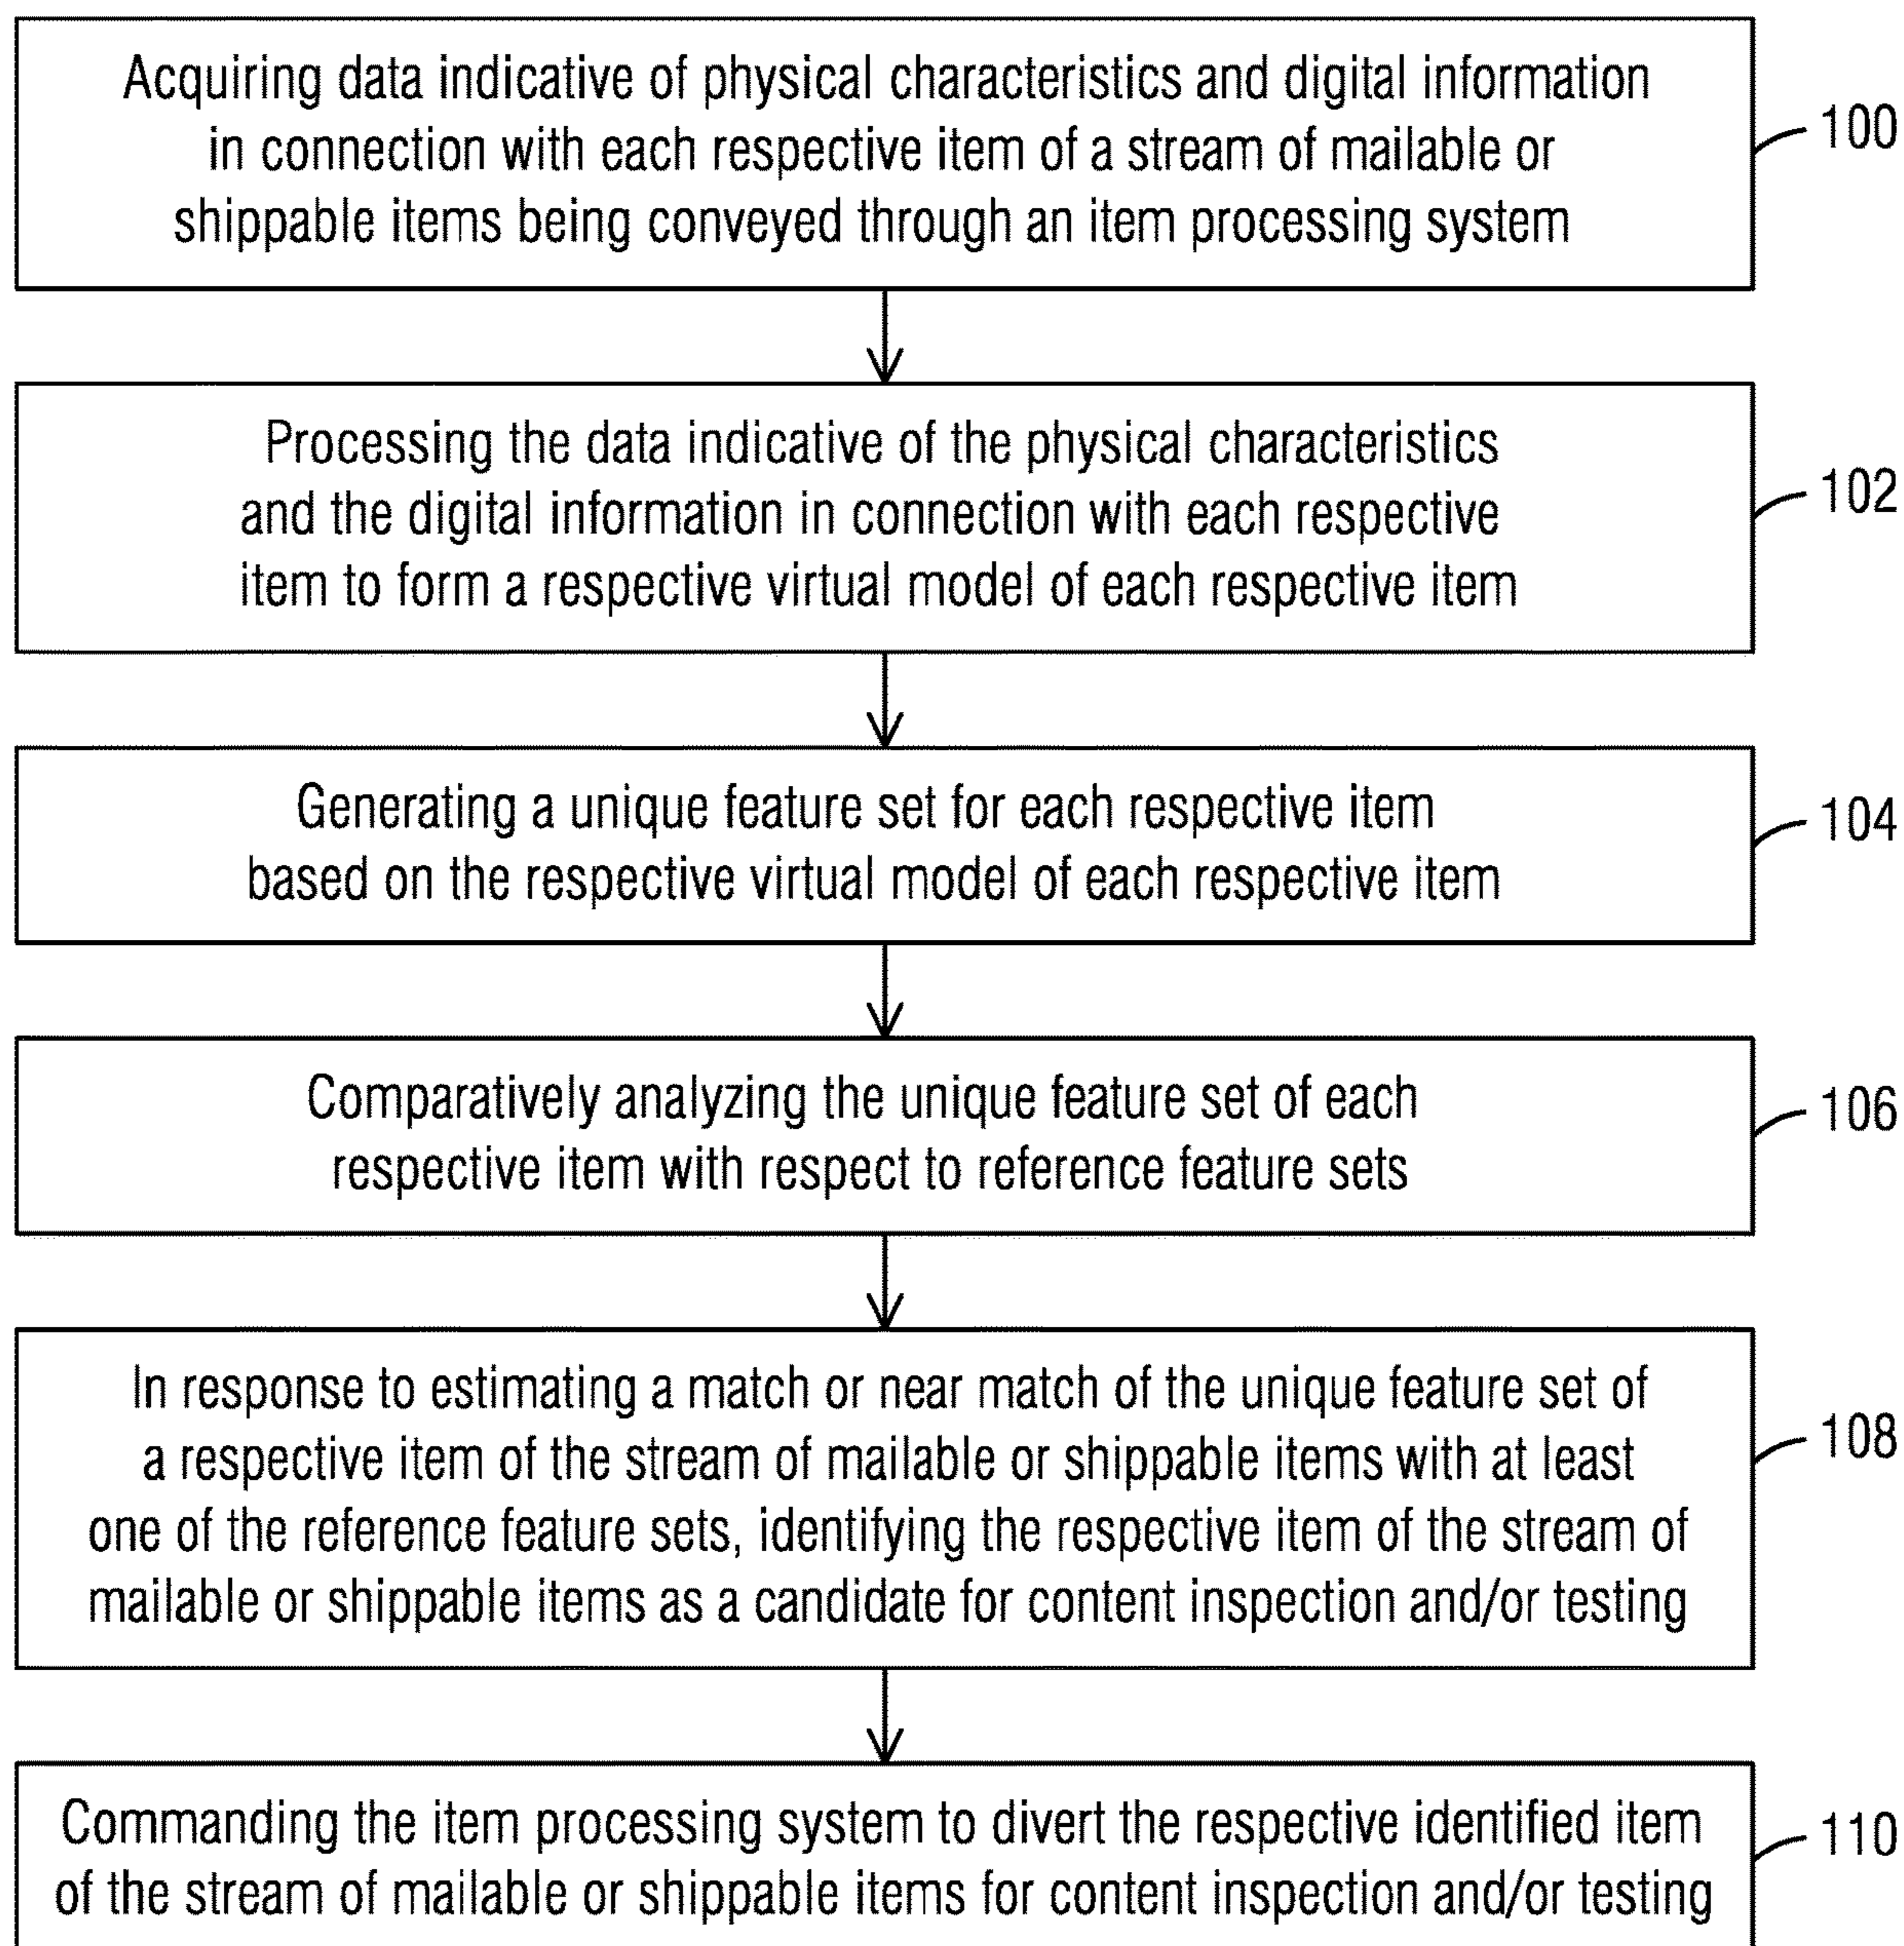 Acquiring data indicative of physical characteristics and digital information
in connection with each respective item of a stream of mailable or
shippable items being conveyed through an item processing system
100
Processing the data indicative of the physical characteristics
and the digital information in connection with each respective
item to form a respective virtual model of each respective item
102
Generating a unique feature set for each respective item
based on the respective virtual model of each respective item
104
Comparatively analyzing the unique feature set of each
respective item with respect to reference feature sets
106
In response to estimating a match or near match of the unique feature set of
a respective item of the stream of mailable or shippable items with at least
one of the reference feature sets, identifying the respective item of the stream of
mailable or shippable items as a candidate for content inspection and/or testing
108
Commanding the item processing system to divert the respective identified item
of the stream of mailable or shippable items for content inspection and/or testing
110